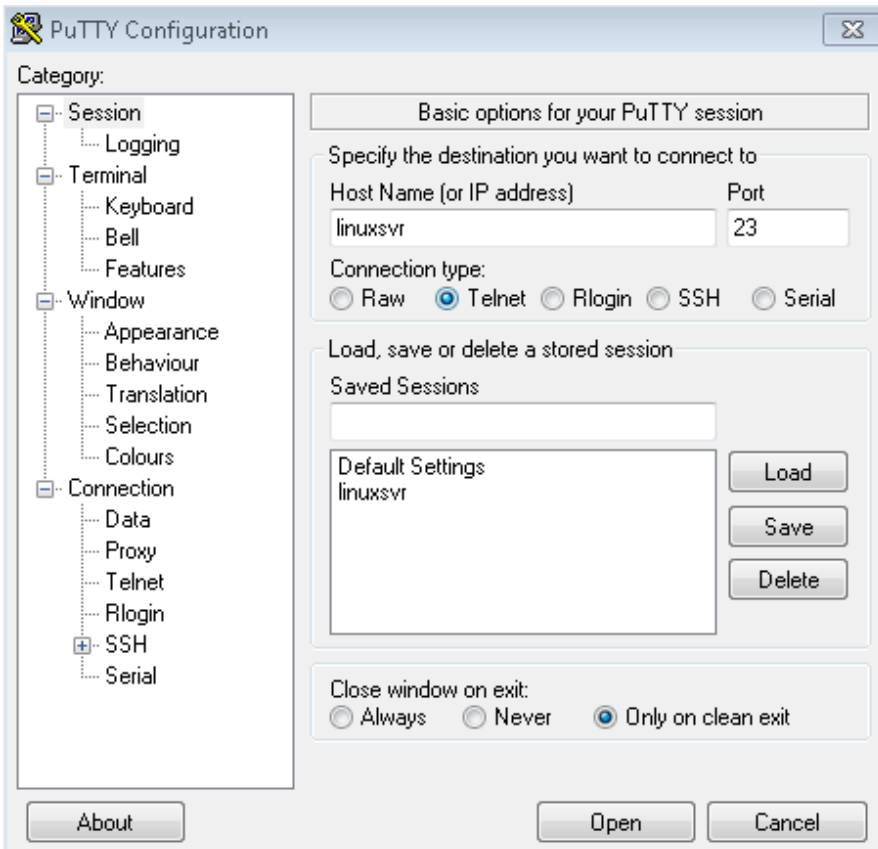 PuTTY Configuration
Category:
Session
Logging
Terminal
Keyboard
Bell
Features
Window
Appearance
Behaviour
Translation
Selection
Colours
Connection
Data
Proxy
Telnet
Rlogin
SSH
Serial
Basic options for your PuTTY session
Specify the destination you want to connect to
Host Name (or IP address) Port
linuxsvr 23
Connection type:
Raw Telnet Rlogin SSH Serial
Load, save or delete a stored session
Saved Sessions
Default Settings
linuxsvr
Load
Save
Delete
Close window on exit:
Always Never Only on clean exit
About Open Cancel